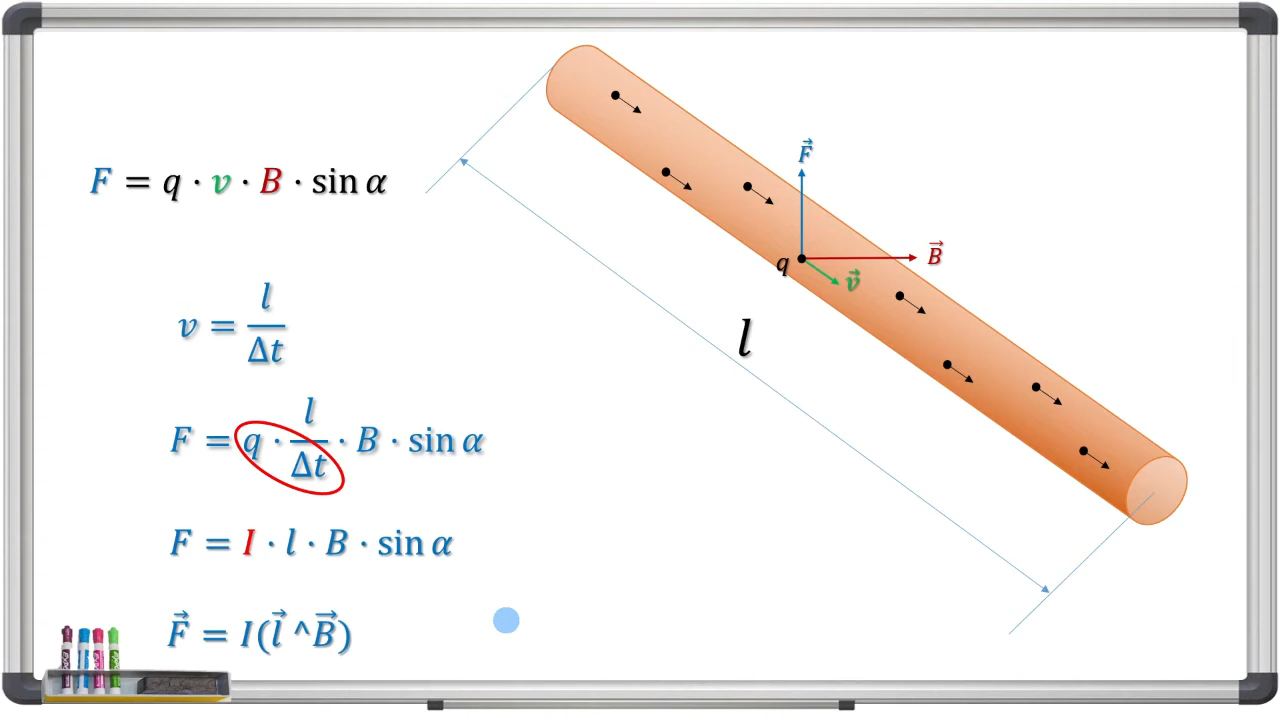 F = q · v · B · sin α
v = l/Δt
F = q · l/Δt · B · sin α
F = I · l · B · sin α
F⃗ = I(l⃗ ^ B⃗)
F⃗
B⃗
q
v⃗
l